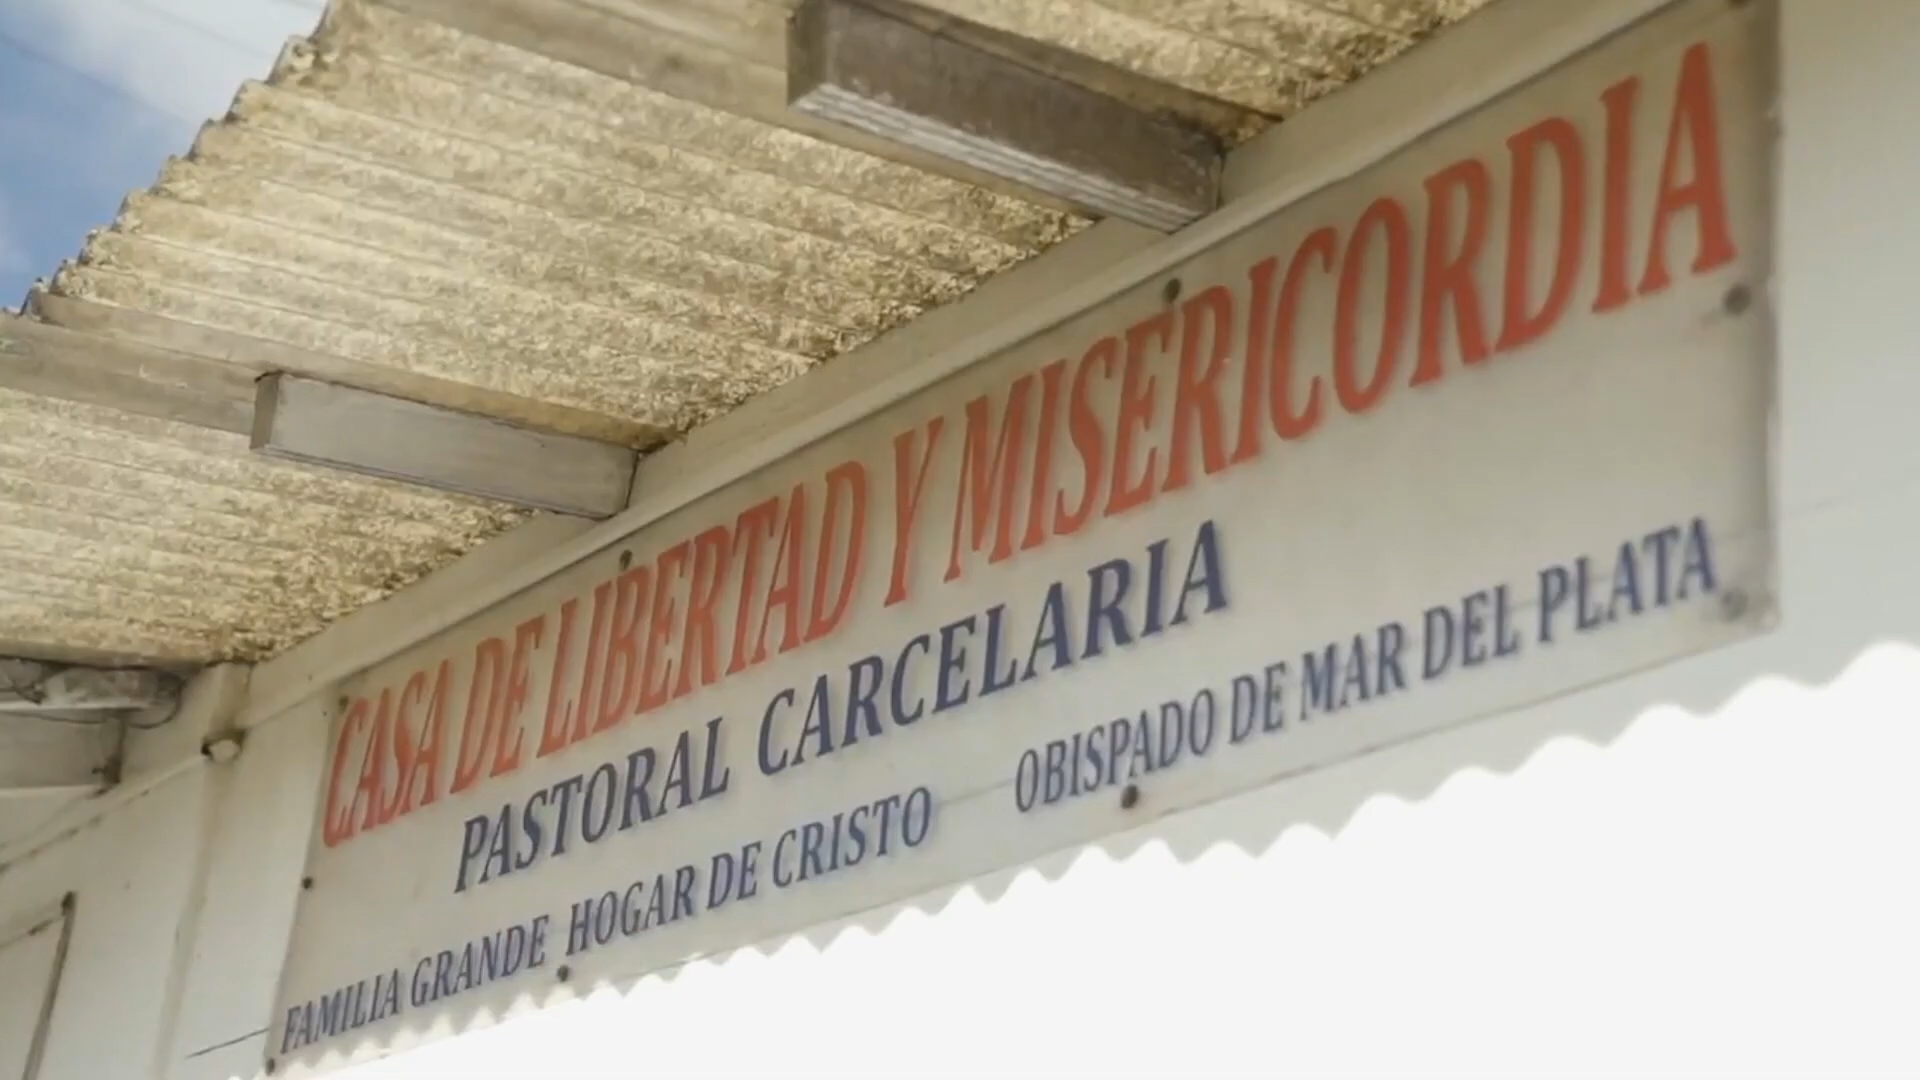 CASA DE LIBERTAD Y MISERICORDIA
PASTORAL CARCELARIA
FAMILIA GRANDE HOGAR DE CRISTO OBISPADO DE MAR DEL PLATA